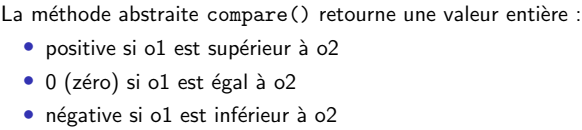 La méthode abstraite compare() retourne une valeur entière :
• positive si o1 est supérieur à o2
• 0 (zéro) si o1 est égal à o2
• négative si o1 est inférieur à o2